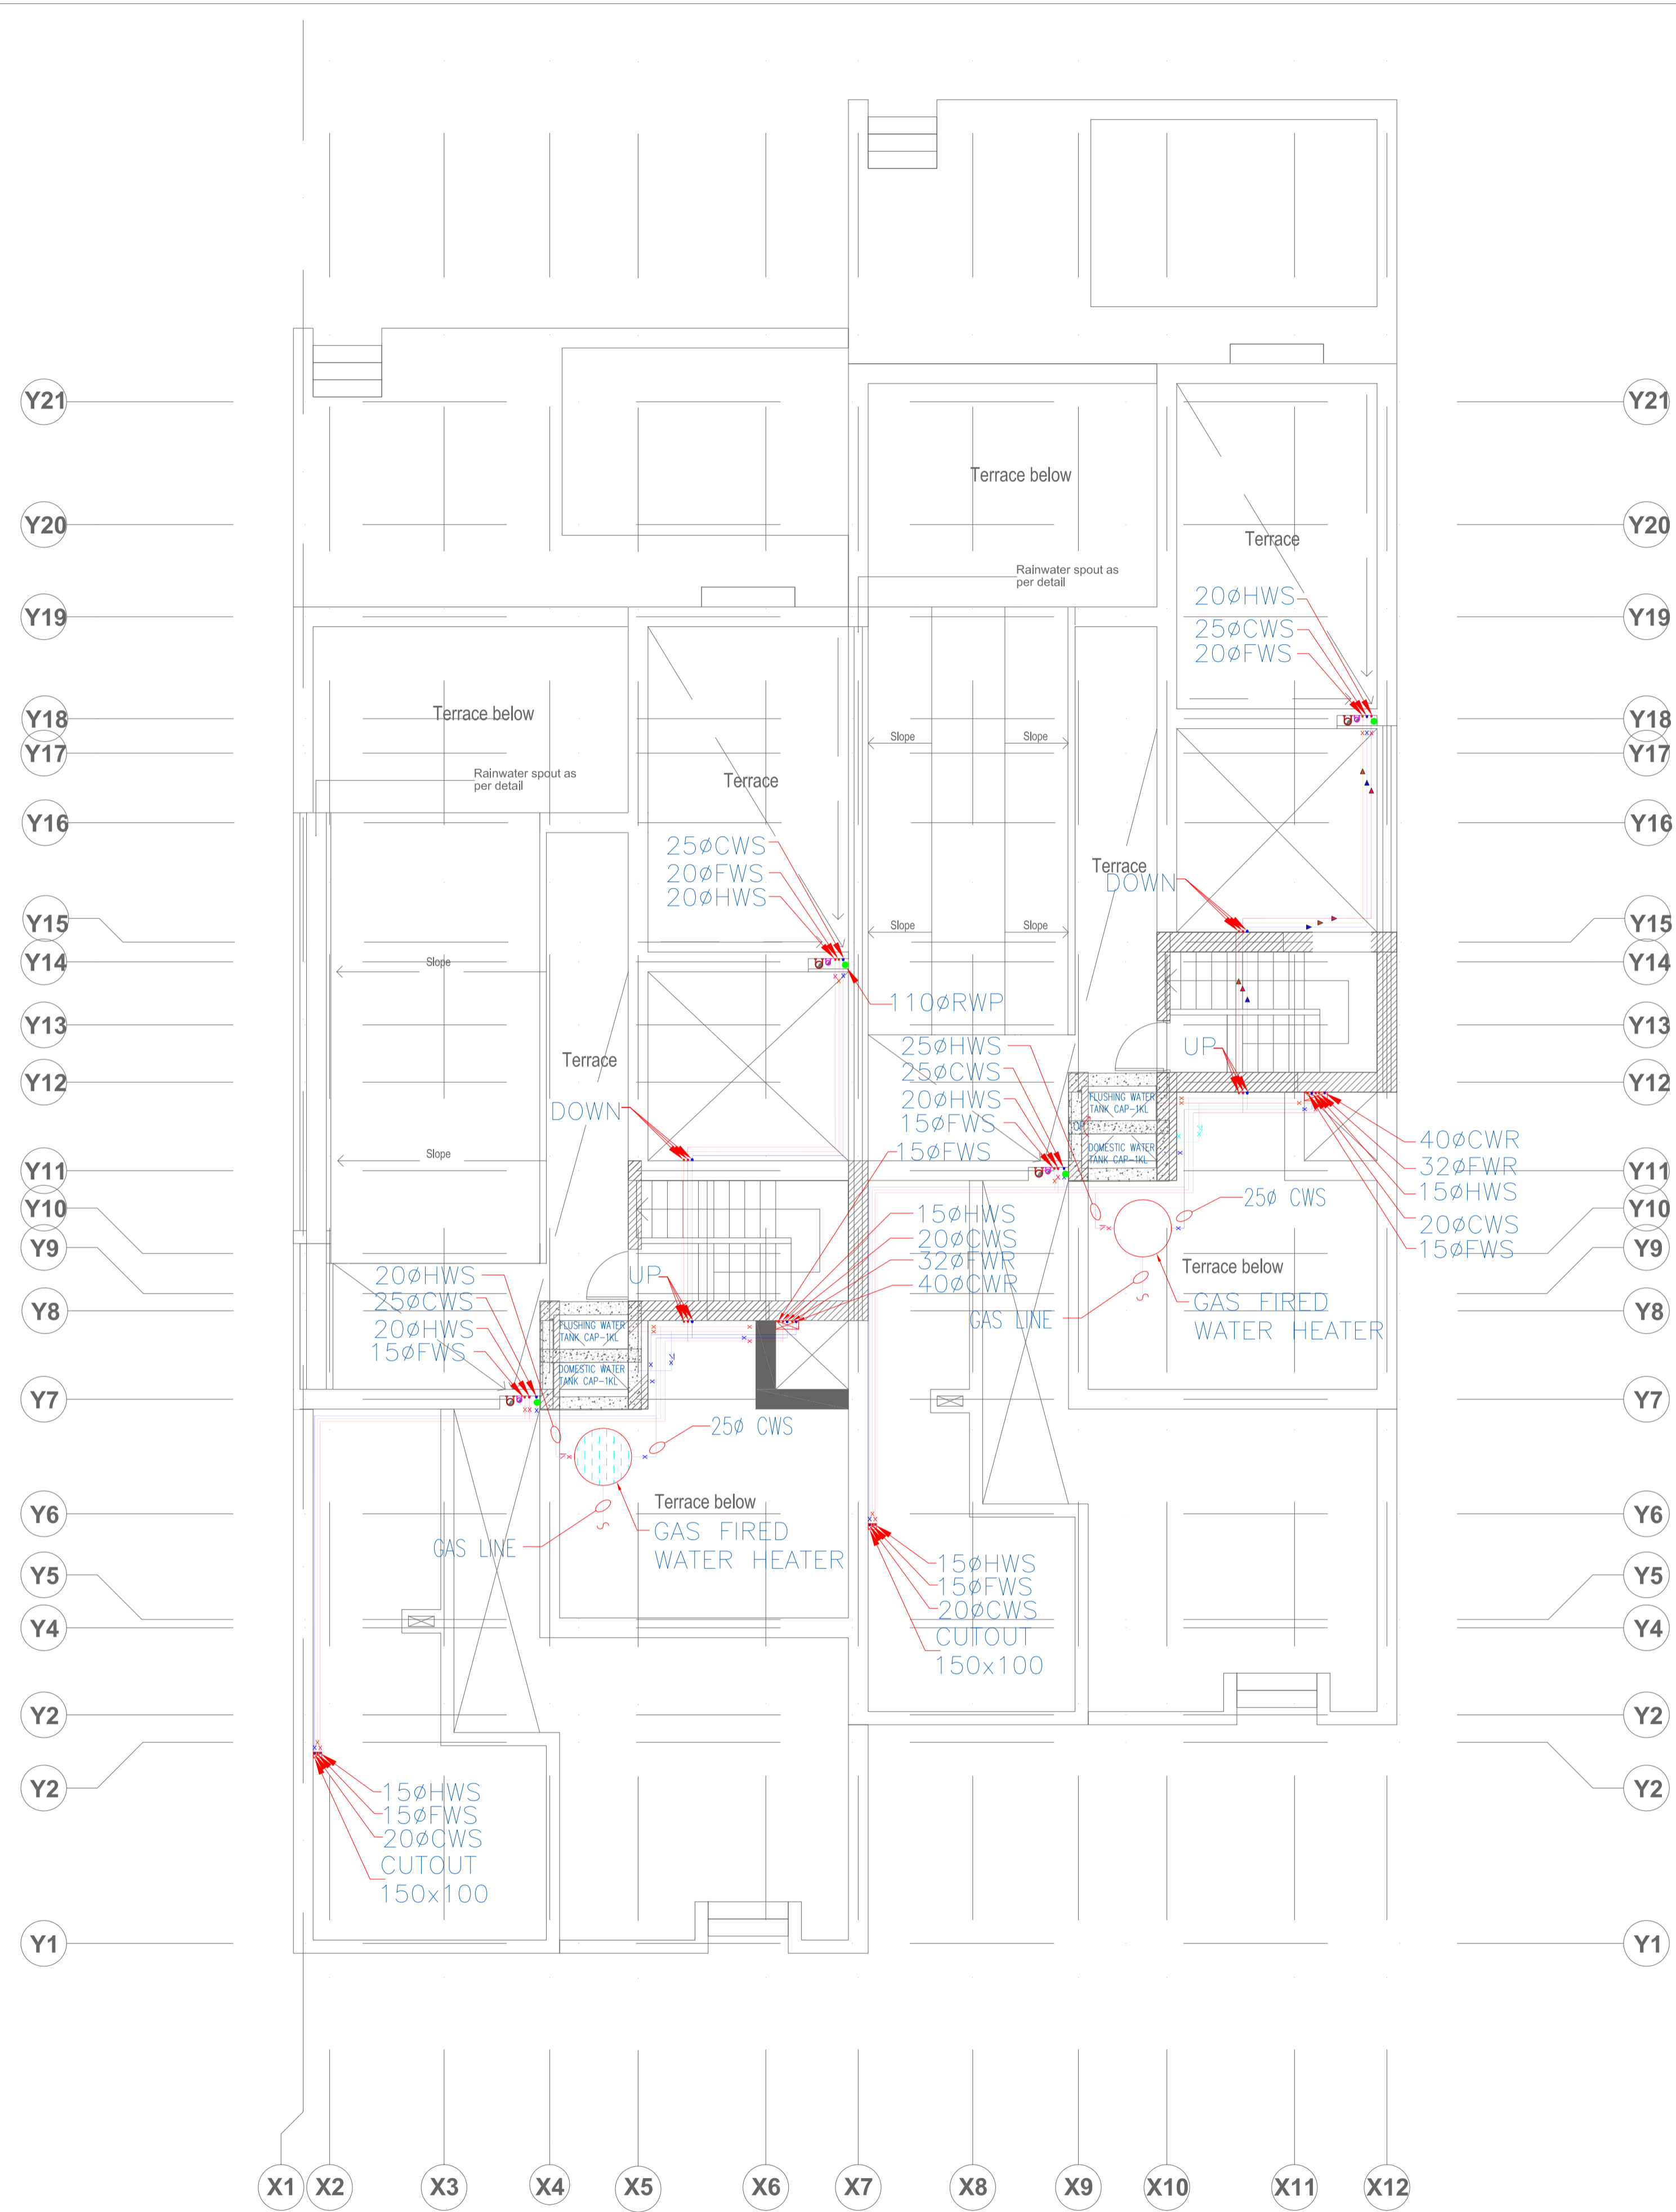 Y21
Y21
Terrace below
Y20
Y20
Terrace
Rainwater spout as
per detail
20øHWS
Y19
Y19
25øCWS
20øFWS
Terrace below
Y18
Y18
Slope
Slope
Y17
Y17
Rainwater spout as
per detail
Terrace
Y16
Y16
25øCWS
20øFWS
20øHWS
Terrace
DOWN
Y15
Y15
Slope
Slope
Slope
Y14
Y14
110øRWP
Y13
Y13
25øHWS
UP
Terrace
25øCWS
Y12
Y12
20øHWS
15øFWS
FLUSHING WATER
TANK CAP-1KL
DOMESTIC WATER
TANK CAP-1KL
DOWN
40øCWR
32øFWR
15øHWS
20øCWS
15øFWS
Slope
15øFWS
Y11
Y11
25ø CWS
Y10
Y10
15øHWS
20øCWS
32øFWR
40øCWR
Y9
Y9
Terrace below
20øHWS
UP
25øCWS
20øHWS
15øFWS
GAS LINE
GAS FIRED
WATER HEATER
Y8
Y8
FLUSHING WATER
TANK CAP-1KL
DOMESTIC WATER
TANK CAP-1KL
Y7
Y7
25ø CWS
Terrace below
Y6
Y6
GAS LINE
GAS FIRED
WATER HEATER
15øHWS
15øFWS
20øCWS
CUTOUT
150x100
Y5
Y5
Y4
Y4
Y2
Y2
Y2
Y2
15øHWS
15øFWS
20øCWS
CUTOUT
150x100
Y1
Y1
X1
X2
X3
X4
X5
X6
X7
X8
X9
X10
X11
X12